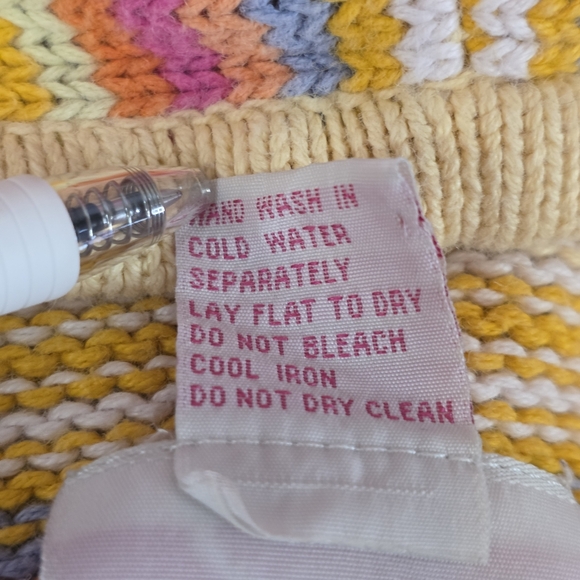 HAND WASH IN
COLD WATER
SEPARATELY
LAY FLAT TO DRY
DO NOT BLEACH
COOL IRON
DO NOT DRY CLEAN